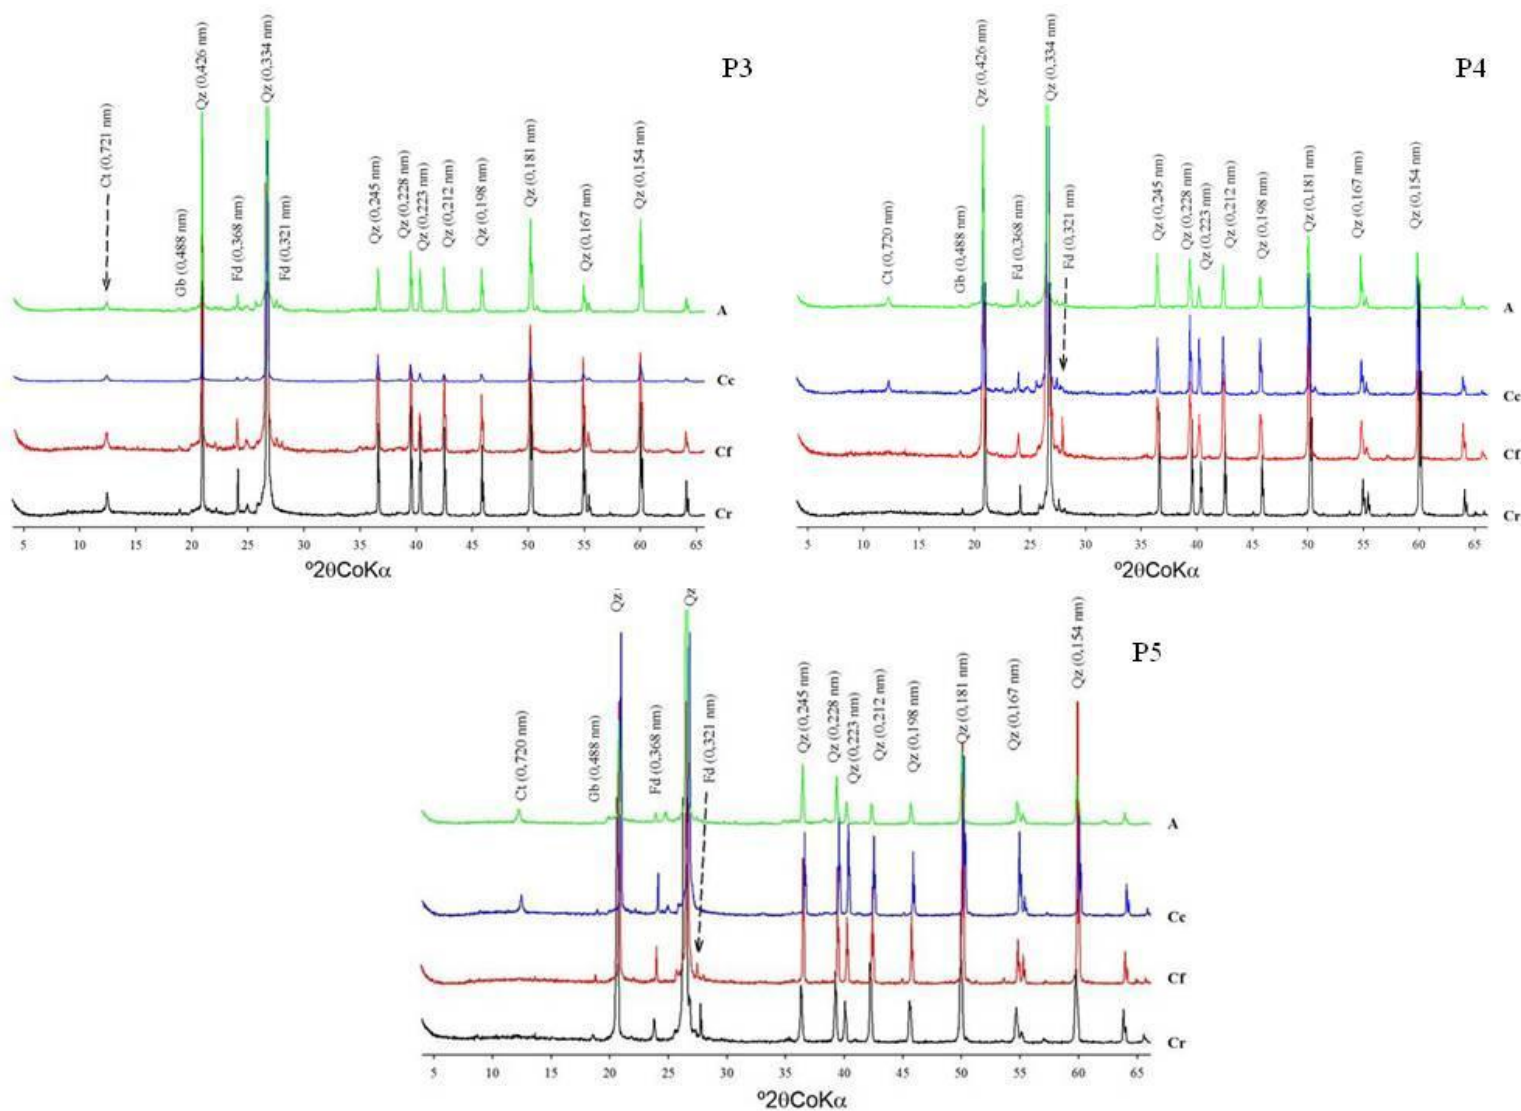 P3
Ct (0,721 nm)
Gb (0,488 nm)
Qz (0,426 nm)
Fd (0,368 nm)
Qz (0,334 nm)
Fd (0,321 nm)
Qz (0,245 nm)
Qz (0,228 nm)
Qz (0,223 nm)
Qz (0,212 nm)
Qz (0,198 nm)
Qz (0,181 nm)
Qz (0,167 nm)
Qz (0,154 nm)
A
Cc
Cf
Cr
5 10 15 20 25 30 35 40 45 50 55 60 65
º2θCoKα
P4
Ct (0,720 nm)
Gb (0,488 nm)
Qz (0,426 nm)
Fd (0,368 nm)
Qz (0,334 nm)
Fd (0,321 nm)
Qz (0,245 nm)
Qz (0,228 nm)
Qz (0,223 nm)
Qz (0,212 nm)
Qz (0,198 nm)
Qz (0,181 nm)
Qz (0,167 nm)
Qz (0,154 nm)
A
Cc
Cf
Cr
5 10 15 20 25 30 35 40 45 50 55 60 65
º2θCoKα
P5
Ct (0,720 nm)
Gb (0,488 nm)
Qz
Fd (0,368 nm)
Qz
Fd (0,321 nm)
Qz (0,245 nm)
Qz (0,228 nm)
Qz (0,223 nm)
Qz (0,212 nm)
Qz (0,198 nm)
Qz (0,181 nm)
Qz (0,167 nm)
Qz (0,154 nm)
A
Cc
Cf
Cr
5 10 15 20 25 30 35 40 45 50 55 60 65
º2θCoKα